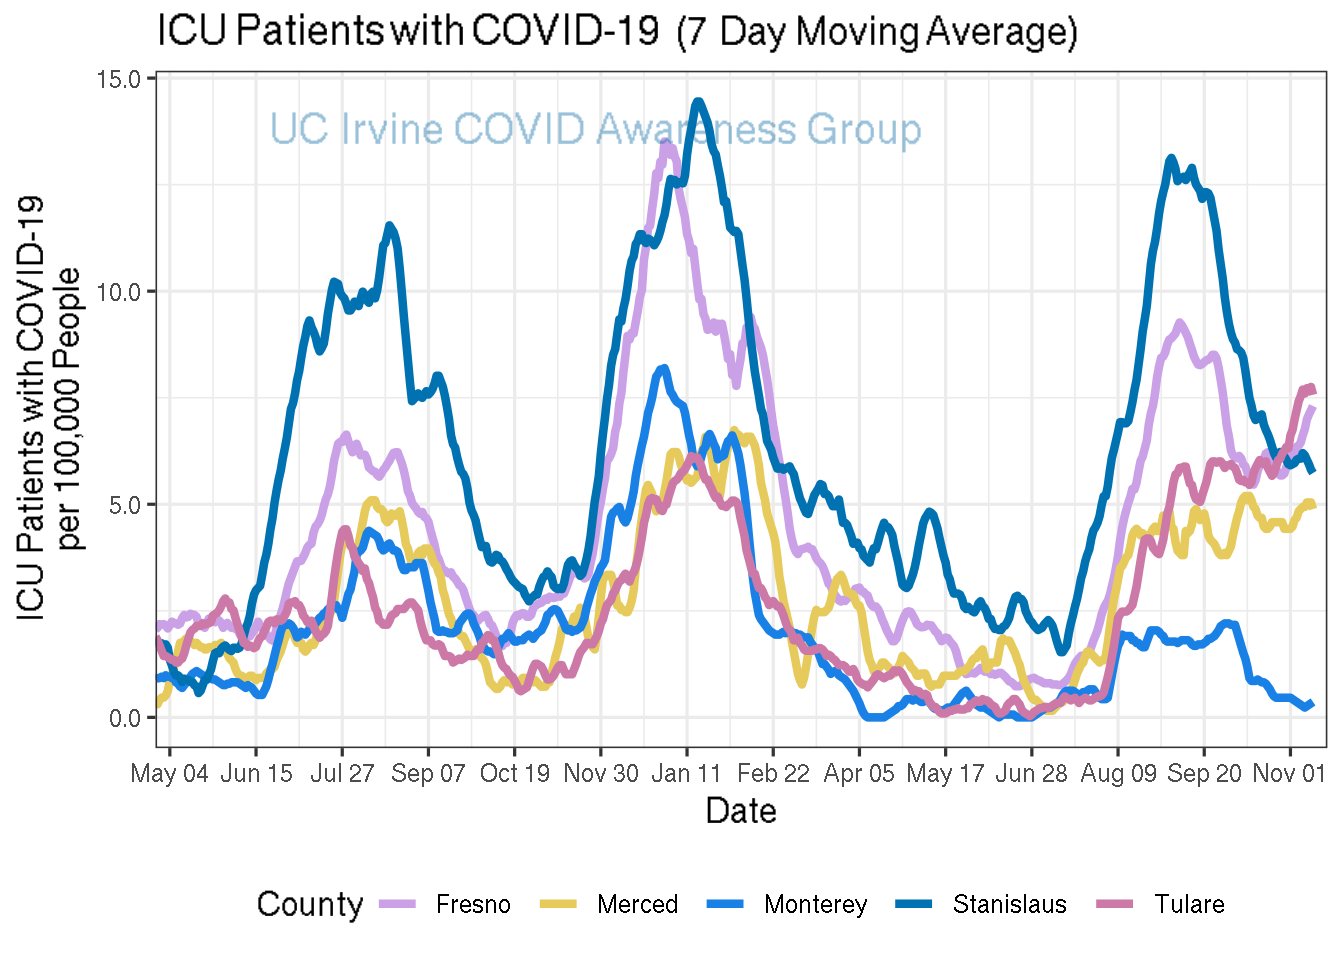 ICU Patients with COVID-19 (7 Day Moving Average)
UC Irvine COVID Awareness Group
ICU Patients with COVID-19
per 100,000 People
15.0
10.0
5.0
0.0
May 04 Jun 15 Jul 27 Sep 07 Oct 19 Nov 30 Jan 11 Feb 22 Apr 05 May 17 Jun 28 Aug 09 Sep 20 Nov 01
Date
County Fresno Merced Monterey Stanislaus Tulare